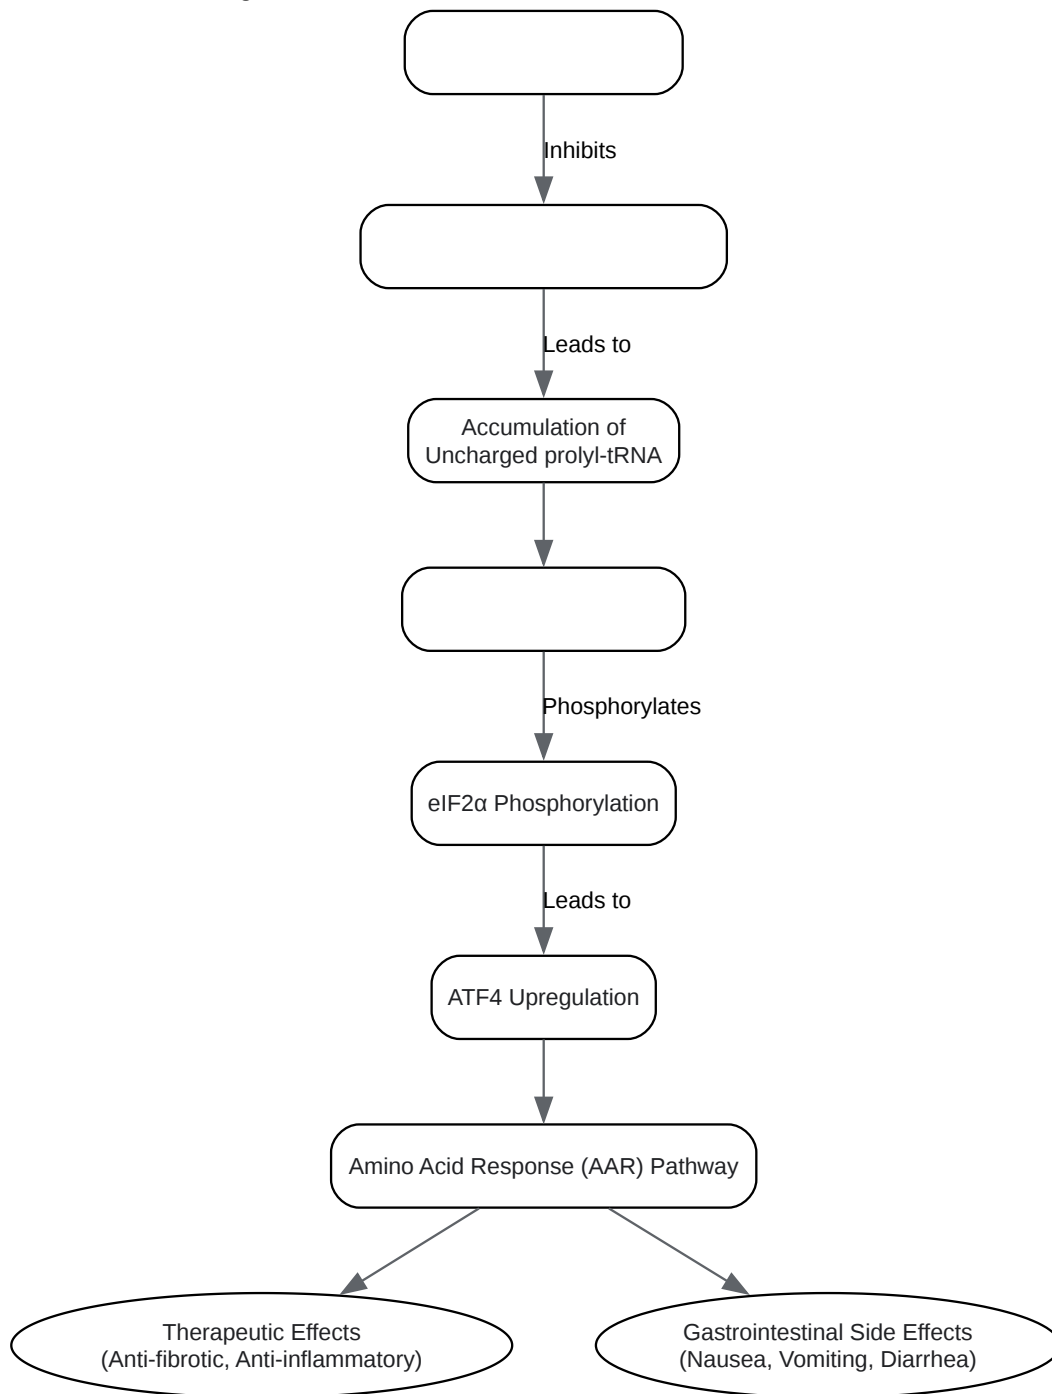 Inhibits
Leads to
Accumulation of
Uncharged prolyl-tRNA
Phosphorylates
eIF2α Phosphorylation
Leads to
ATF4 Upregulation
Amino Acid Response (AAR) Pathway
Therapeutic Effects
(Anti-fibrotic, Anti-inflammatory)
Gastrointestinal Side Effects
(Nausea, Vomiting, Diarrhea)